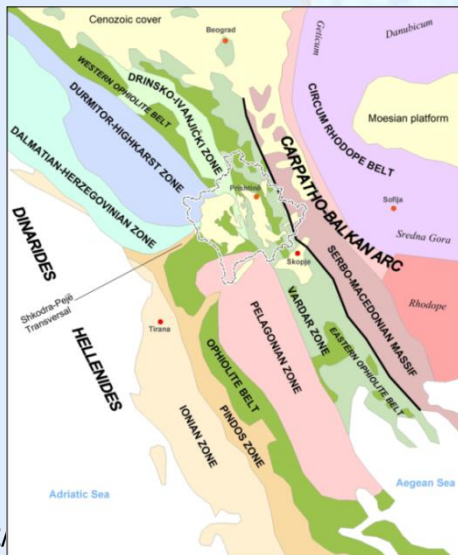 Cenozoic cover
Beograd
Geticum
Danubicum
WESTERN OPHIOLITE BELT
DRINSKO-IVANJIČKI ZONE
DURMITOR-HIGHKARST ZONE
DALMATIAN-HERZEGOVINIAN ZONE
CIRCUM RHODOPE BELT
Moesian platform
Prishtinë
CARPATHO-BALKAN ARC
Sofija
Sredna Gora
DINARIDES
Skopje
SERBO-MACEDONIAN MASSIF
Rhodope
Shkodra-Pejë
Transversal
Tirana
HELLENIDES
OPHIOLITE BELT
PELAGONIAN ZONE
VARDAR ZONE
EASTERN OPHIOLITE BELT
IONIAN ZONE
PINDOS ZONE
Adriatic Sea
Aegean Sea